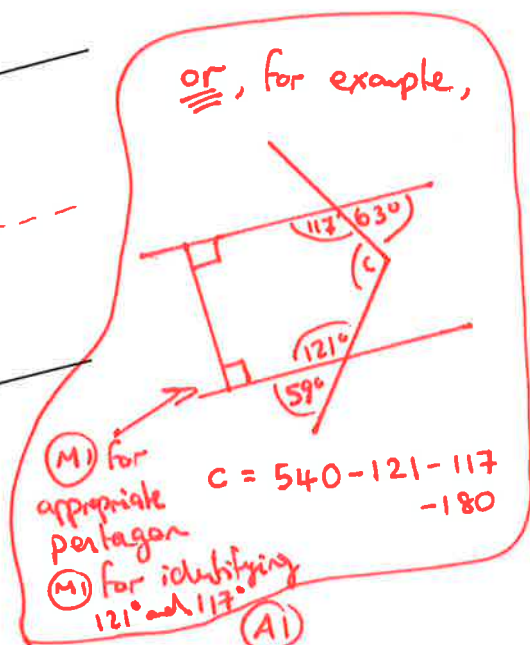 or, for example,
117° 63°
c
121°
59°
M1 for
appropriate
pentagon
c = 540-121-117
-180
M1 for identifying
121° and 117°
A1